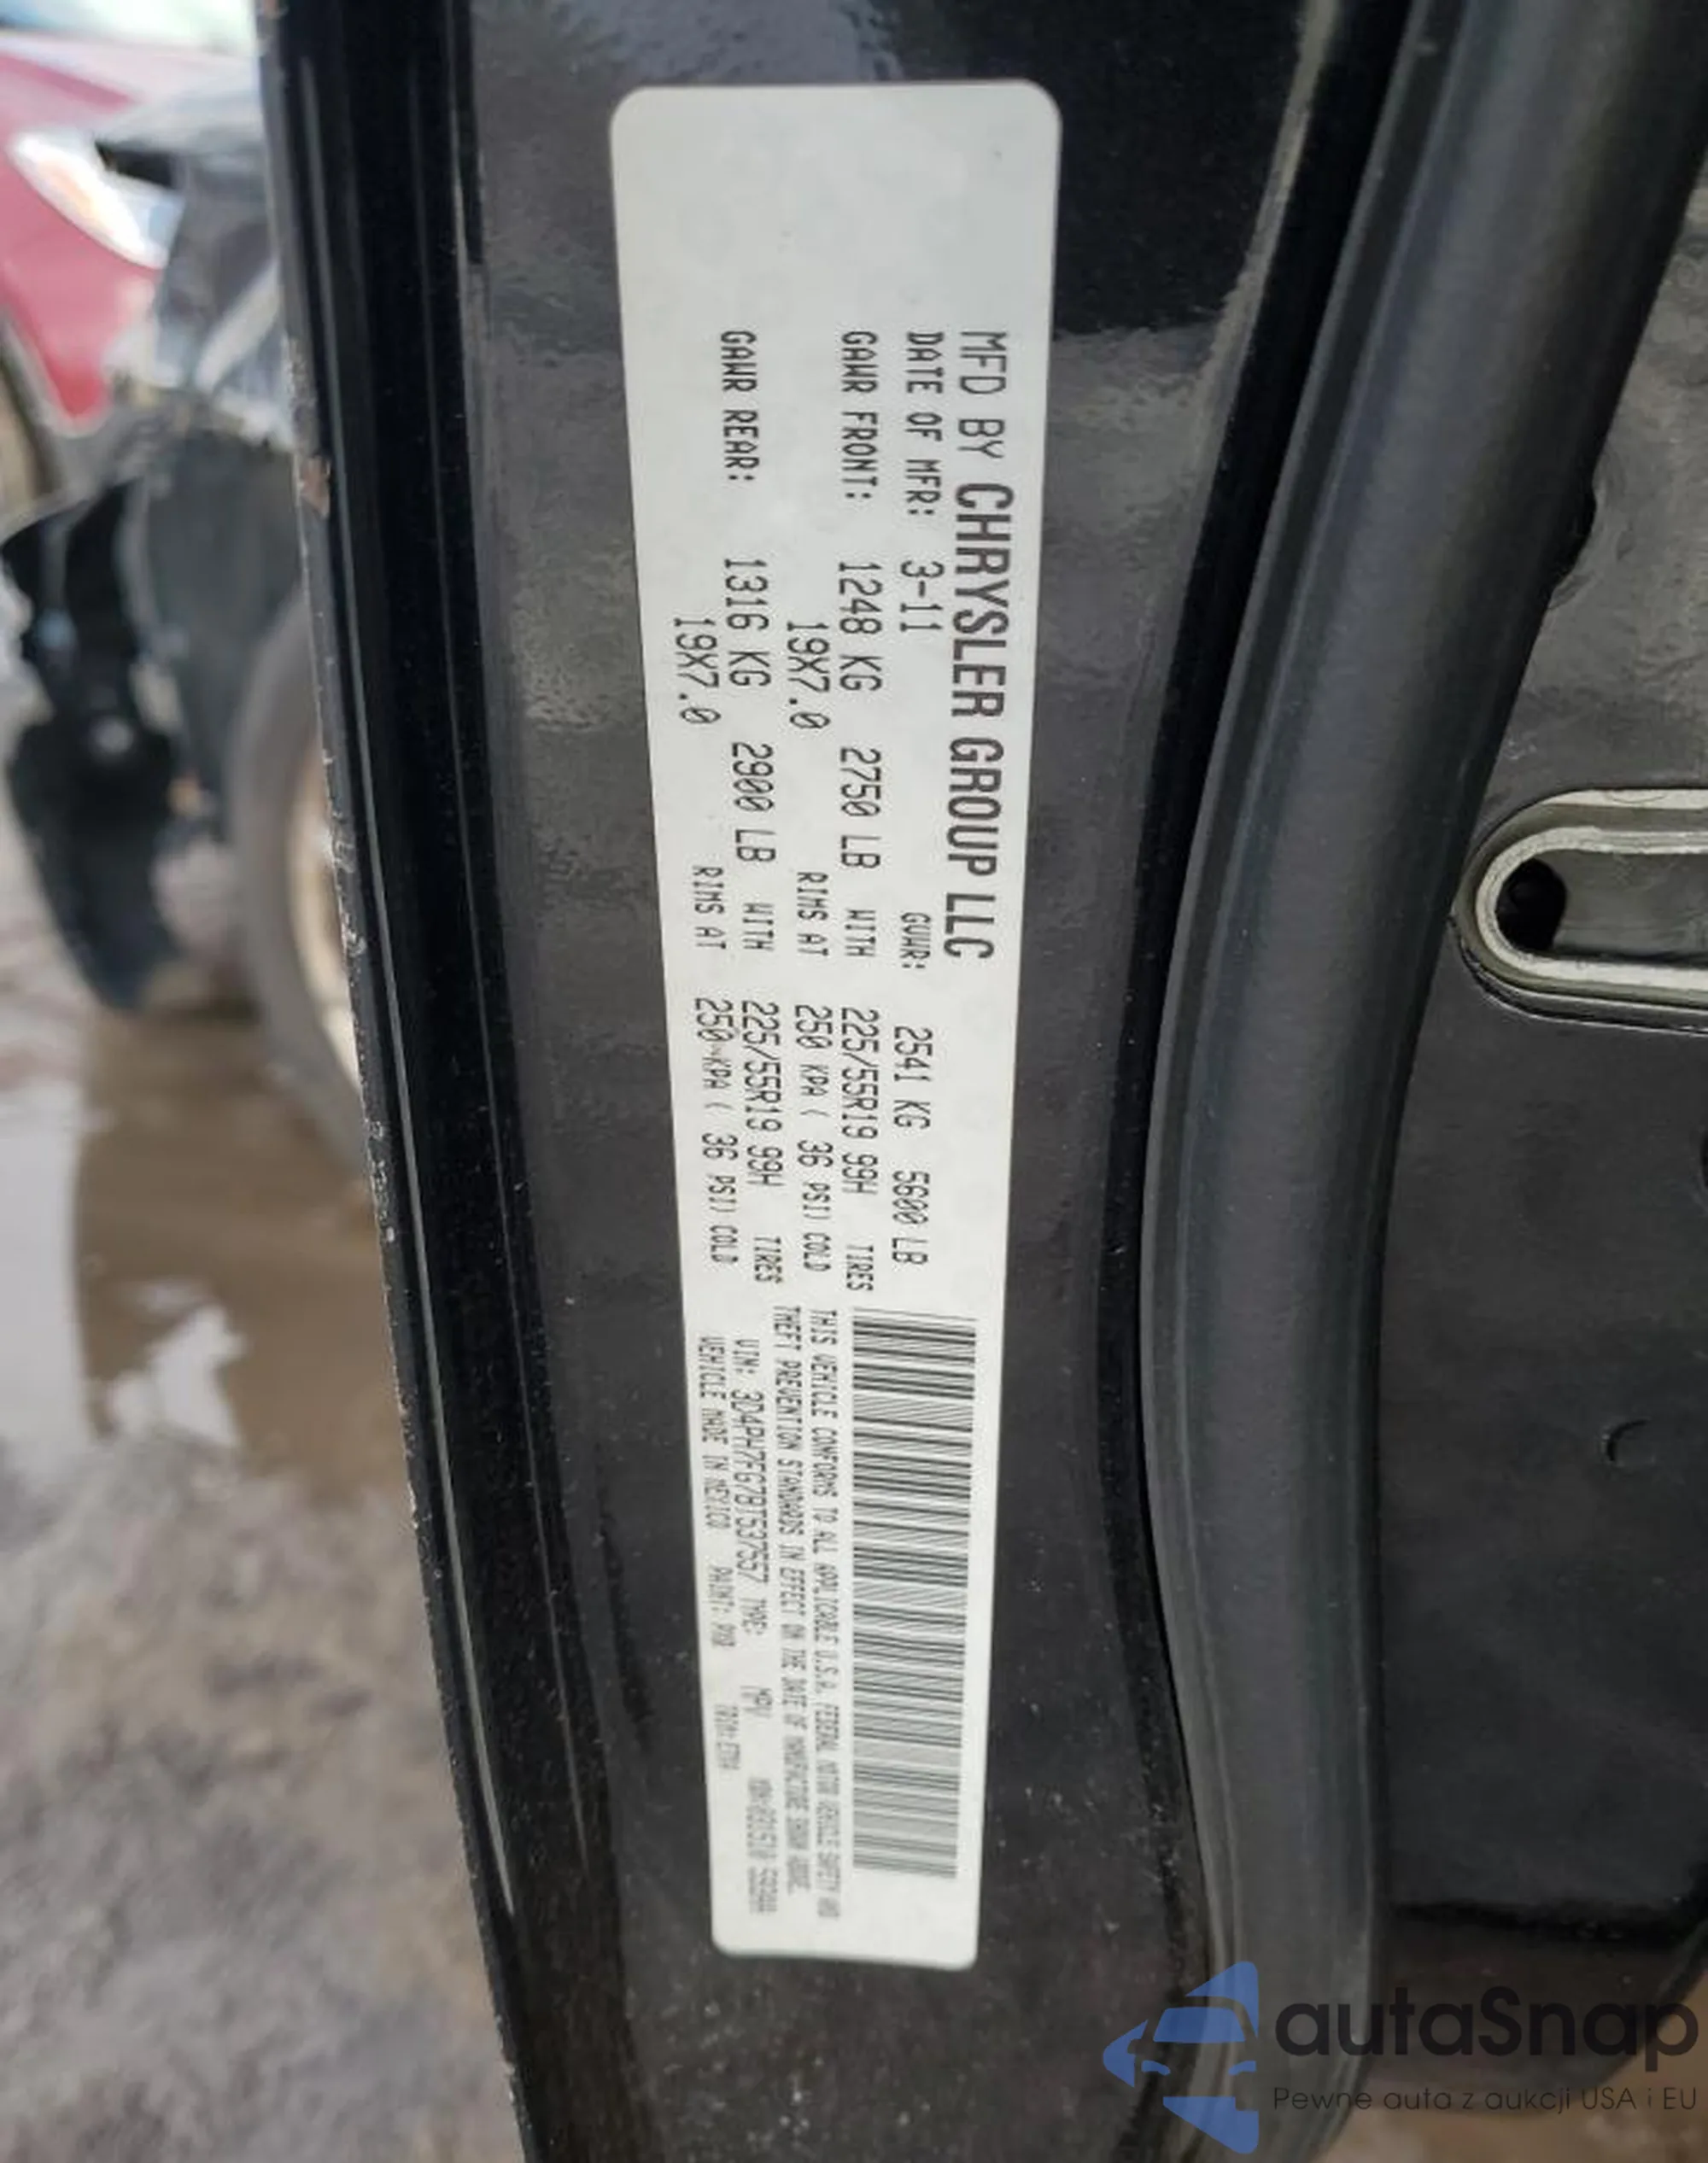 MFD BY CHRYSLER GROUP LLC
DATE OF MFR: 3-11 GVWR: 2541 KG 5600 LB
GAWR FRONT: 1248 KG 2750 LB WITH 225/55R19 99H TIRES
19X7.0 RIMS AT 250 KPA ( 36 PSI) COLD
GAWR REAR: 1316 KG 2900 LB WITH 225/55R19 99H TIRES
19X7.0 RIMS AT 250 KPA ( 36 PSI) COLD
THIS VEHICLE CONFORMS TO ALL APPLICABLE U.S.A. FEDERAL MOTOR VEHICLE SAFETY AND
THEFT PREVENTION STANDARDS IN EFFECT ON THE DATE OF MANUFACTURE SHOWN ABOVE.
VIN: 3D4PH7FG7BT537557 TYPE: MPV
VEHICLE MADE IN MEXICO PAINT: PX8
autaSnap
Pewne auta z aukcji USA i EU